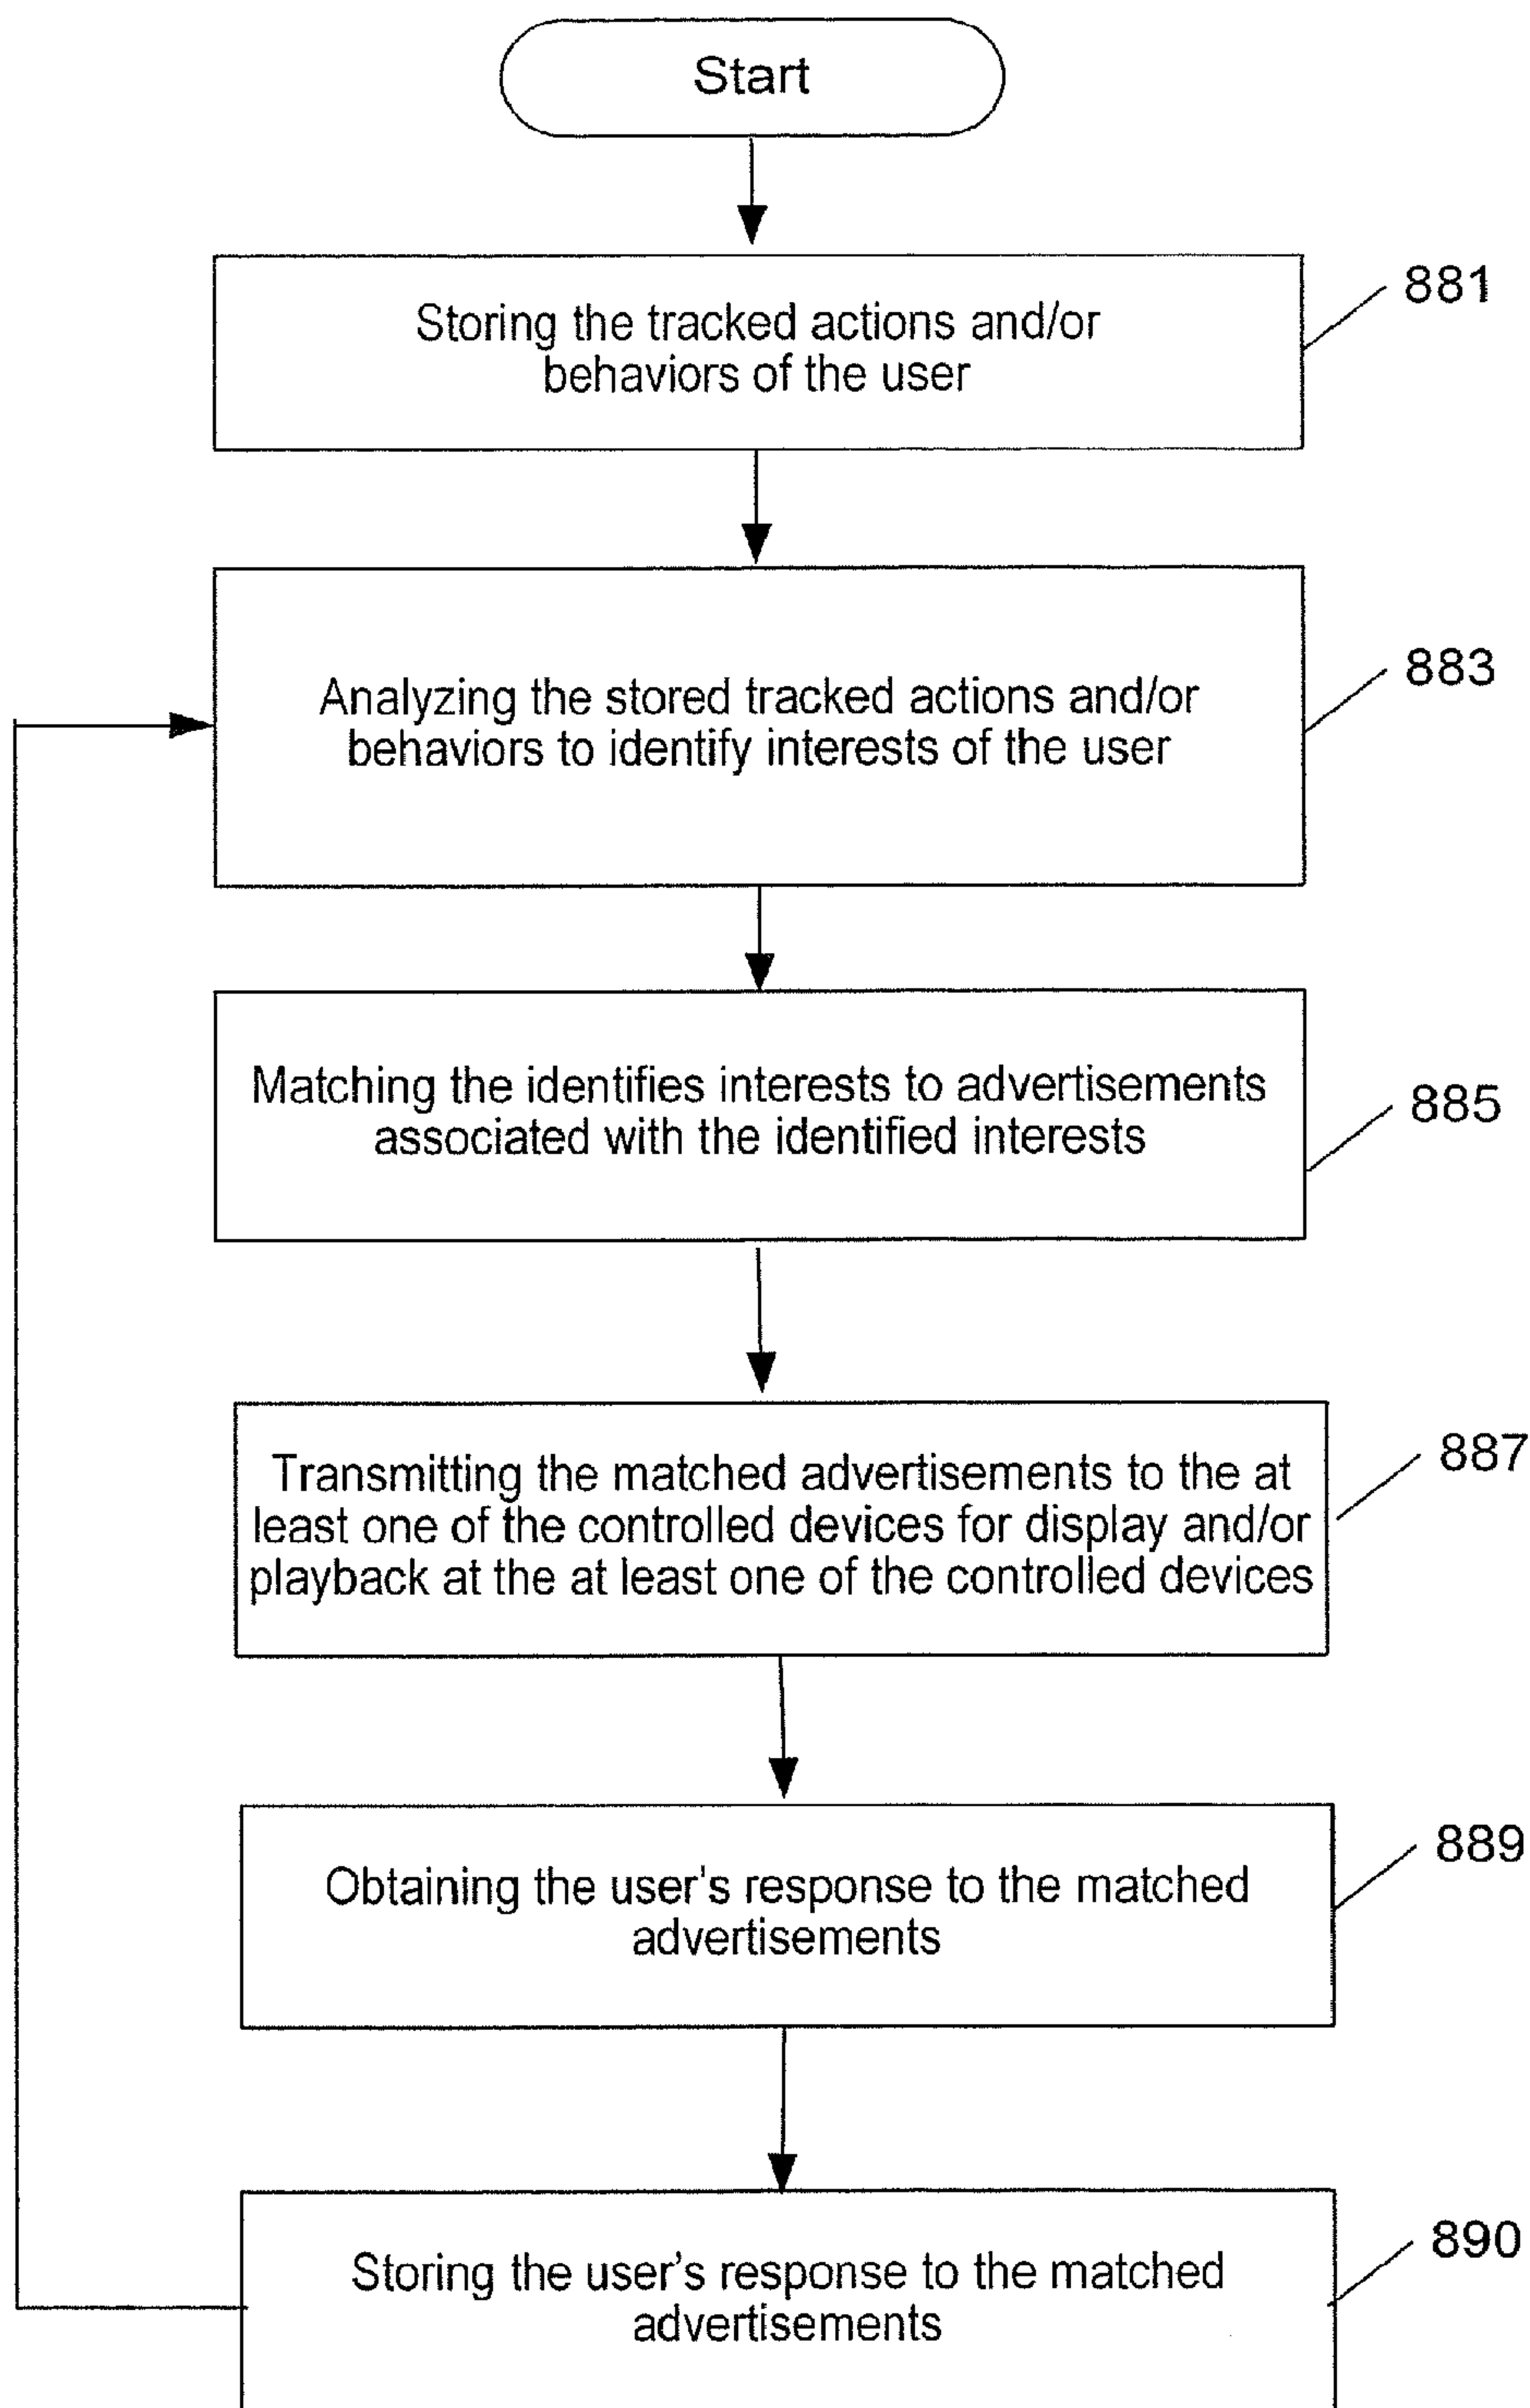 Start
881
Storing the tracked actions and/or
behaviors of the user
883
Analyzing the stored tracked actions and/or
behaviors to identify interests of the user
885
Matching the identifies interests to advertisements
associated with the identified interests
887
Transmitting the matched advertisements to the at
least one of the controlled devices for display and/or
playback at the at least one of the controlled devices
889
Obtaining the user's response to the matched
advertisements
890
Storing the user's response to the matched
advertisements